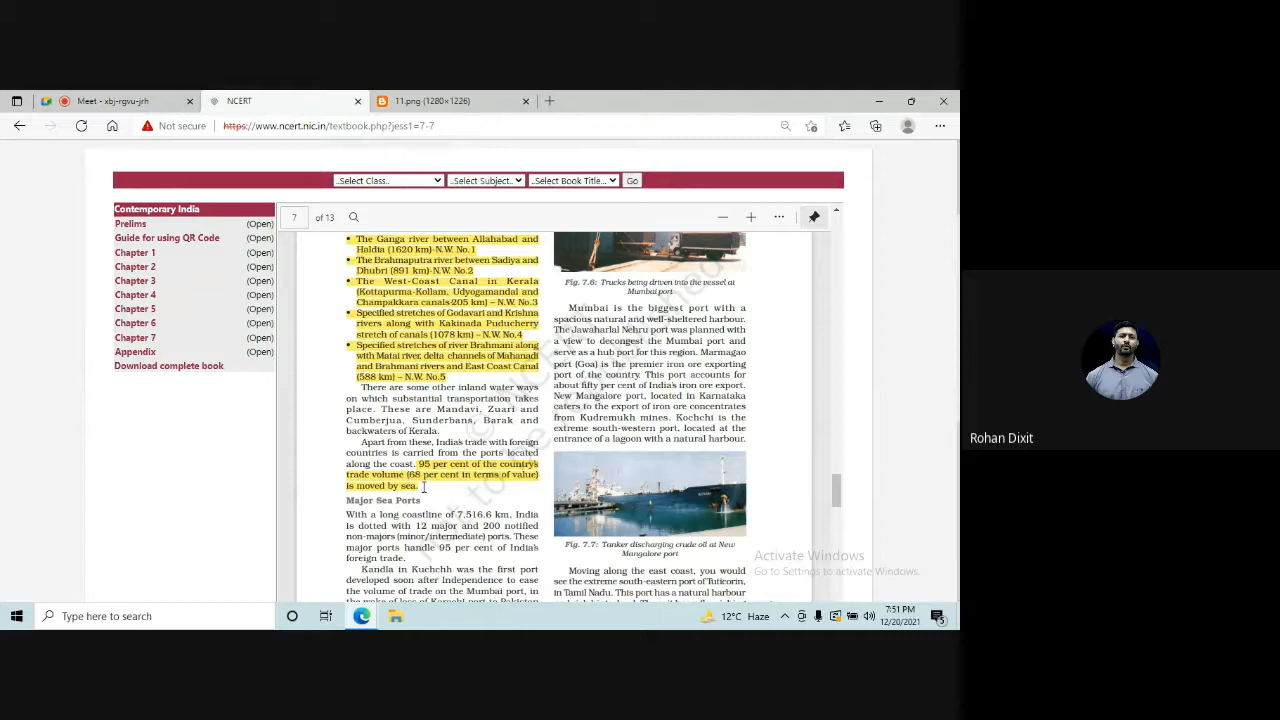 Meet - xbj-rgvu-jrh
NCERT
11.png (1280×1226)
Not secure
https://www.ncert.nic.in/textbook.php?jess1=7-7
..Select Class..
..Select Subject..
..Select Book Title...
Go
Contemporary India
Prelims (Open)
Guide for using QR Code (Open)
Chapter 1 (Open)
Chapter 2 (Open)
Chapter 3 (Open)
Chapter 4 (Open)
Chapter 5 (Open)
Chapter 6 (Open)
Chapter 7 (Open)
Appendix (Open)
Download complete book
7 of 13
• The Ganga river between Allahabad and
Haldia (1620 km)-N.W. No.1
• The Brahmaputra river between Sadiya and
Dhubri (891 km)-N.W. No.2
• The West-Coast Canal in Kerala
(Kottapurma-Kollam, Udyogamandal and
Champakkara canals-205 km) – N.W. No.3
• Specified stretches of Godavari and Krishna
rivers along with Kakinada Puducherry
stretch of canals (1078 km) – N.W. No.4
• Specified stretches of river Brahmani along
with Matai river, delta channels of Mahanadi
and Brahmani rivers and East Coast Canal
(588 km) – N.W. No.5
There are some other inland water ways
on which substantial transportation takes
place. These are Mandavi, Zuari and
Cumberjua, Sunderbans, Barak and
backwaters of Kerala.
Apart from these, India's trade with foreign
countries is carried from the ports located
along the coast. 95 per cent of the country's
trade volume (68 per cent in terms of value)
is moved by sea.
Major Sea Ports
With a long coastline of 7,516.6 km, India
is dotted with 12 major and 200 notified
non-majors (minor/intermediate) ports. These
major ports handle 95 per cent of India's
foreign trade.
Kandla in Kuchchh was the first port
developed soon after Independence to ease
the volume of trade on the Mumbai port, in
the wake of loss of Karachi port to Pakistan
Fig. 7.6: Trucks being driven into the vessel at
Mumbai port
Mumbai is the biggest port with a
spacious natural and well-sheltered harbour.
The Jawaharlal Nehru port was planned with
a view to decongest the Mumbai port and
serve as a hub port for this region. Marmagao
port (Goa) is the premier iron ore exporting
port of the country. This port accounts for
about fifty per cent of India's iron ore export.
New Mangalore port, located in Karnataka
caters to the export of iron ore concentrates
from Kudremukh mines. Kochchi is the
extreme south-western port, located at the
entrance of a lagoon with a natural harbour.
Fig. 7.7: Tanker discharging crude oil at New
Mangalore port
Moving along the east coast, you would
see the extreme south-eastern port of Tuticorin,
in Tamil Nadu. This port has a natural harbour
Activate Windows
Go to Settings to activate Windows.
Type here to search
12°C Haze
7:51 PM
12/20/2021
5
Rohan Dixit